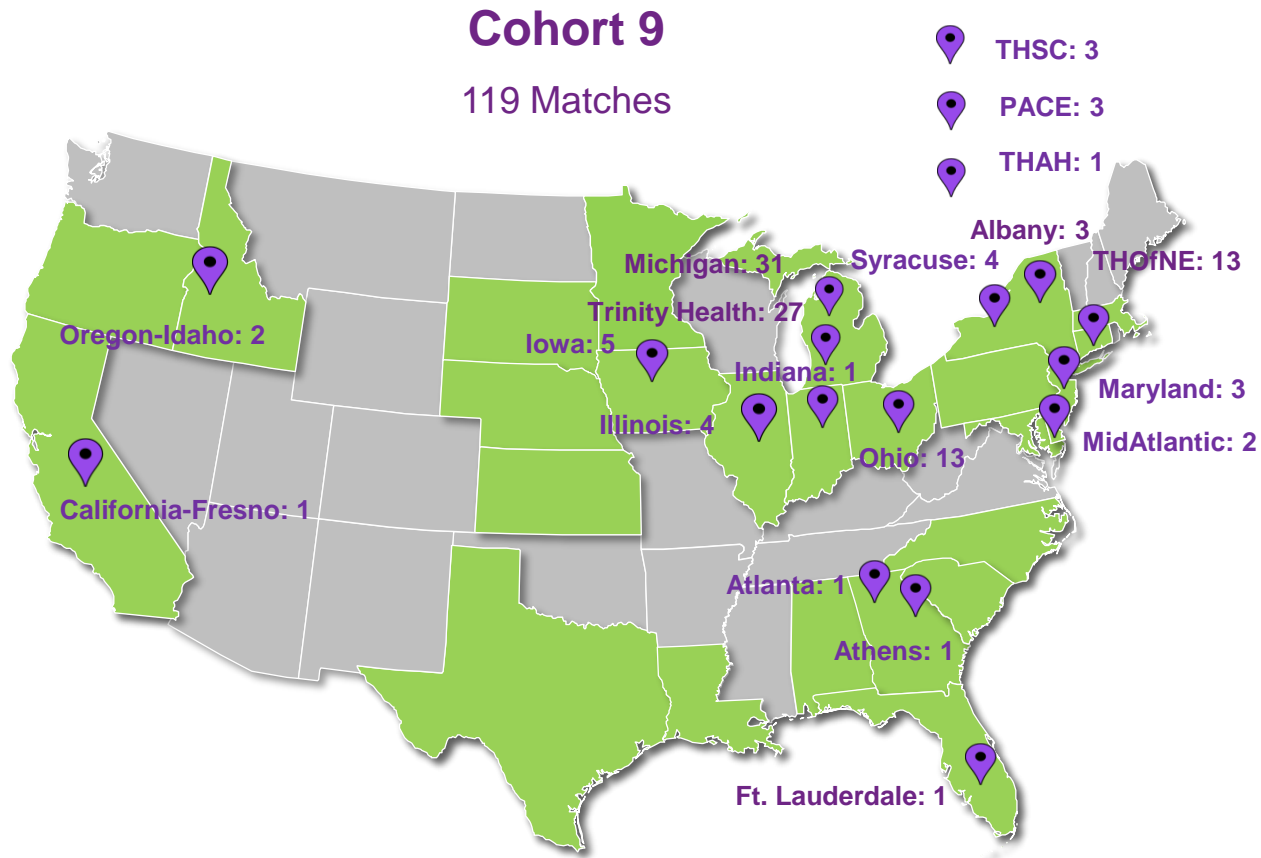 Cohort 9
119 Matches
THSC: 3
PACE: 3
THAH: 1
Albany: 3
Michigan: 31
Syracuse: 4
THOfNE: 13
Trinity Health: 27
Oregon-Idaho: 2
Iowa: 5
Indiana: 1
Maryland: 3
Illinois: 4
MidAtlantic: 2
Ohio: 13
California-Fresno: 1
Atlanta: 1
Athens: 1
Ft. Lauderdale: 1